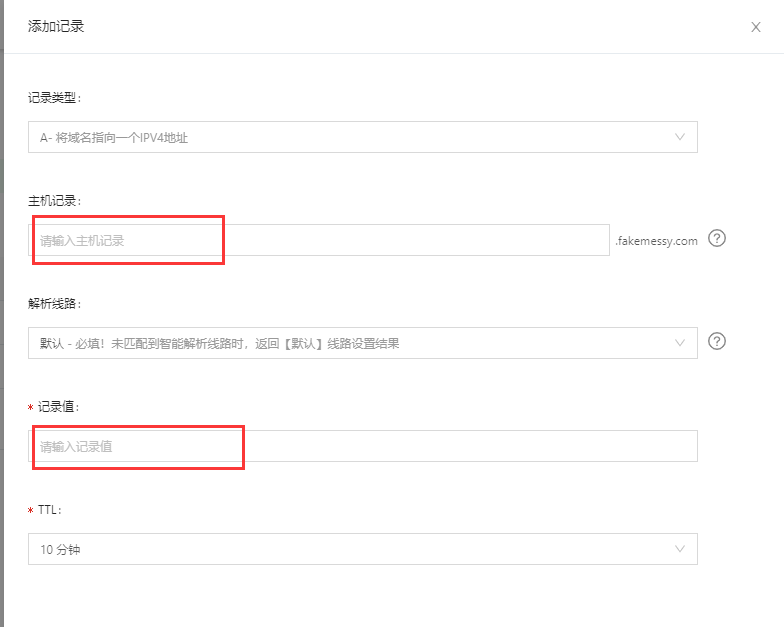 添加记录
记录类型:
A- 将域名指向一个IPV4地址
主机记录:
请输入主机记录
.fakemessy.com
解析线路:
默认 - 必填！未匹配到智能解析线路时，返回【默认】线路设置结果
* 记录值:
请输入记录值
* TTL:
10 分钟